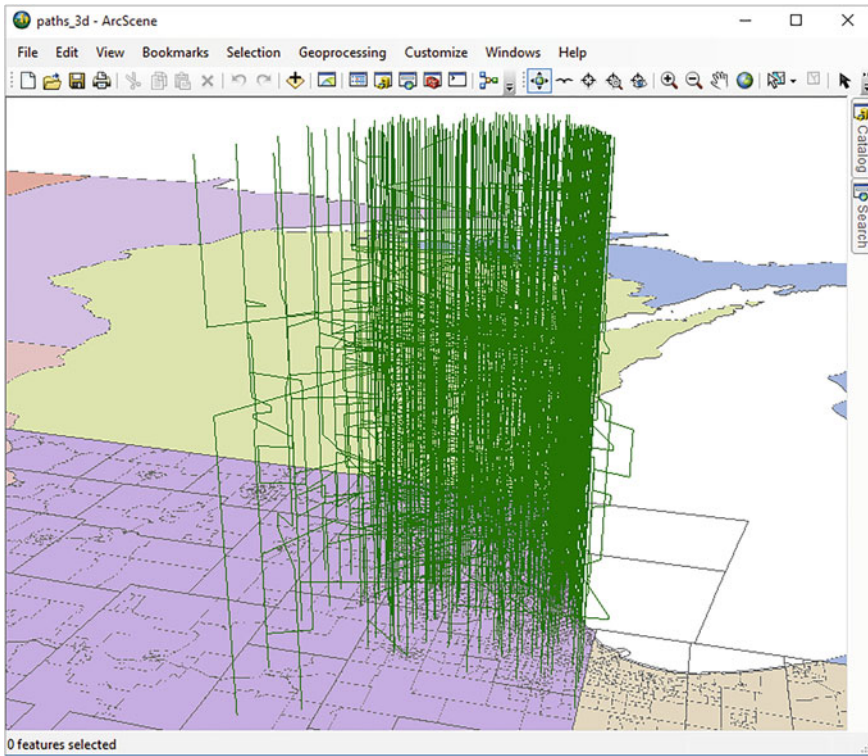 paths_3d - ArcScene
File Edit View Bookmarks Selection Geoprocessing Customize Windows Help
Catalog
Search
0 features selected